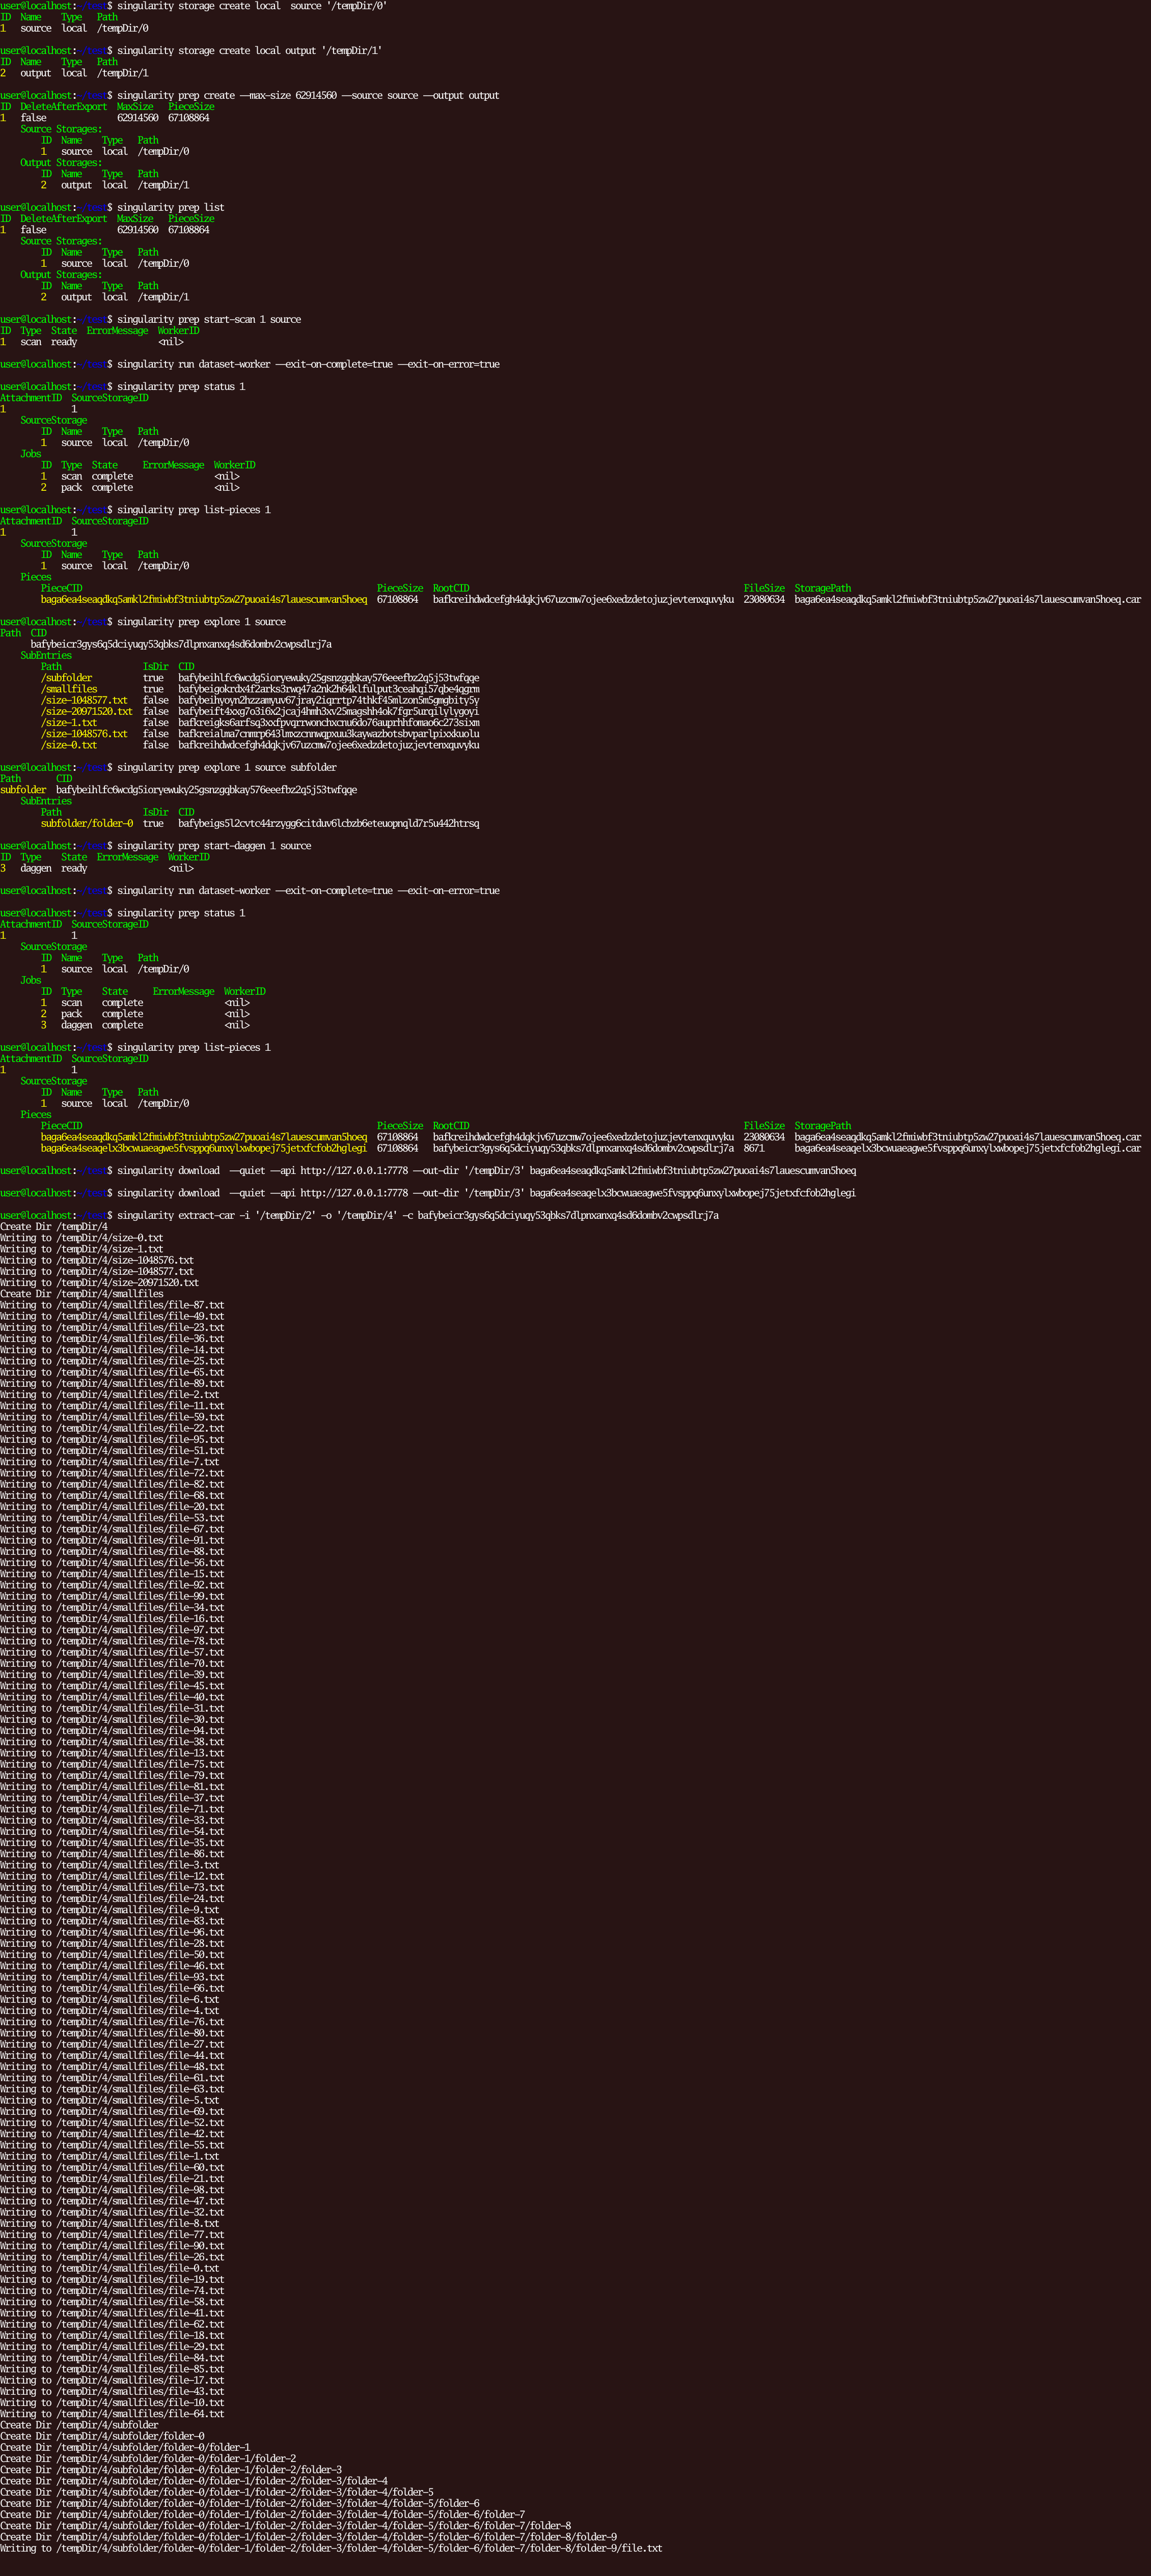 user@localhost:~/test$ singularity storage create local  source '/tempDir/0'
ID  Name    Type   Path
1   source  local  /tempDir/0
user@localhost:~/test$ singularity storage create local output '/tempDir/1'
ID  Name    Type   Path
2   output  local  /tempDir/1
user@localhost:~/test$ singularity prep create --max-size 62914560 --source source --output output
ID  DeleteAfterExport  MaxSize   PieceSize
1   false              62914560  67108864
    Source Storages:
        ID  Name    Type   Path
        1   source  local  /tempDir/0
    Output Storages:
        ID  Name    Type   Path
        2   output  local  /tempDir/1
user@localhost:~/test$ singularity prep list
ID  DeleteAfterExport  MaxSize   PieceSize
1   false              62914560  67108864
    Source Storages:
        ID  Name    Type   Path
        1   source  local  /tempDir/0
    Output Storages:
        ID  Name    Type   Path
        2   output  local  /tempDir/1
user@localhost:~/test$ singularity prep start-scan 1 source
ID  Type  State  ErrorMessage  WorkerID
1   scan  ready                <nil>
user@localhost:~/test$ singularity run dataset-worker --exit-on-complete=true --exit-on-error=true
user@localhost:~/test$ singularity prep status 1
AttachmentID  SourceStorageID
1             1
    SourceStorage
        ID  Name    Type   Path
        1   source  local  /tempDir/0
    Jobs
        ID  Type  State     ErrorMessage  WorkerID
        1   scan  complete                <nil>
        2   pack  complete                <nil>
user@localhost:~/test$ singularity prep list-pieces 1
AttachmentID  SourceStorageID
1             1
    SourceStorage
        ID  Name    Type   Path
        1   source  local  /tempDir/0
    Pieces
        PieceCID                                                          PieceSize  RootCID                                                      FileSize  StoragePath
        baga6ea4seaqdkq5amkl2fmiwbf3tniubtp5zw27puoai4s7lauescumvan5hoeq  67108864   bafkreihdwdcefgh4dqkjv67uzcmw7ojee6xedzdetojuzjevtenxquvyku  23080634  baga6ea4seaqdkq5amkl2fmiwbf3tniubtp5zw27puoai4s7lauescumvan5hoeq.car
user@localhost:~/test$ singularity prep explore 1 source
Path  CID
      bafybeicr3gys6q5dciyuqy53qbks7dlpnxanxq4sd6dombv2cwpsdlrj7a
    SubEntries
        Path                IsDir  CID
        /subfolder          true   bafybeihlfc6wcdg5ioryewuky25gsnzgqbkay576eeefbz2q5j53twfqqe
        /smallfiles         true   bafybeigokrdx4f2arks3rwq47a2nk2h64klfulput3ceahqi57qbe4qgrm
        /size-1048577.txt   false  bafybeihyoyn2hzzamyuv67jray2iqrrtp74thkf45mlzon5m5gmgbity5y
        /size-20971520.txt  false  bafybeift4xxg7o3i6x2jcaj4hmh3xv25magshh4ok7fgr5urqilylygoyi
        /size-1.txt         false  bafkreigks6arfsq3xxfpvqrrwonchxcnu6do76auprhhfomao6c273sixm
        /size-1048576.txt   false  bafkreialma7cnmrp643lmxzcnnwqpxuu3kaywazbotsbvparlpixxkuolu
        /size-0.txt         false  bafkreihdwdcefgh4dqkjv67uzcmw7ojee6xedzdetojuzjevtenxquvyku
user@localhost:~/test$ singularity prep explore 1 source subfolder
Path       CID
subfolder  bafybeihlfc6wcdg5ioryewuky25gsnzgqbkay576eeefbz2q5j53twfqqe
    SubEntries
        Path                IsDir  CID
        subfolder/folder-0  true   bafybeigs5l2cvtc44rzygg6citduv6lcbzb6eteuopnqld7r5u442htrsq
user@localhost:~/test$ singularity prep start-daggen 1 source
ID  Type    State  ErrorMessage  WorkerID
3   daggen  ready                <nil>
user@localhost:~/test$ singularity run dataset-worker --exit-on-complete=true --exit-on-error=true
user@localhost:~/test$ singularity prep status 1
AttachmentID  SourceStorageID
1             1
    SourceStorage
        ID  Name    Type   Path
        1   source  local  /tempDir/0
    Jobs
        ID  Type    State     ErrorMessage  WorkerID
        1   scan    complete                <nil>
        2   pack    complete                <nil>
        3   daggen  complete                <nil>
user@localhost:~/test$ singularity prep list-pieces 1
AttachmentID  SourceStorageID
1             1
    SourceStorage
        ID  Name    Type   Path
        1   source  local  /tempDir/0
    Pieces
        PieceCID                                                          PieceSize  RootCID                                                      FileSize  StoragePath
        baga6ea4seaqdkq5amkl2fmiwbf3tniubtp5zw27puoai4s7lauescumvan5hoeq  67108864   bafkreihdwdcefgh4dqkjv67uzcmw7ojee6xedzdetojuzjevtenxquvyku  23080634  baga6ea4seaqdkq5amkl2fmiwbf3tniubtp5zw27puoai4s7lauescumvan5hoeq.car
        baga6ea4seaqelx3bcwuaeagwe5fvsppq6unxylxwbopej75jetxfcfob2hglegi  67108864   bafybeicr3gys6q5dciyuqy53qbks7dlpnxanxq4sd6dombv2cwpsdlrj7a  8671      baga6ea4seaqelx3bcwuaeagwe5fvsppq6unxylxwbopej75jetxfcfob2hglegi.car
user@localhost:~/test$ singularity download  --quiet --api http://127.0.0.1:7778 --out-dir '/tempDir/3' baga6ea4seaqdkq5amkl2fmiwbf3tniubtp5zw27puoai4s7lauescumvan5hoeq
user@localhost:~/test$ singularity download  --quiet --api http://127.0.0.1:7778 --out-dir '/tempDir/3' baga6ea4seaqelx3bcwuaeagwe5fvsppq6unxylxwbopej75jetxfcfob2hglegi
user@localhost:~/test$ singularity extract-car -i '/tempDir/2' -o '/tempDir/4' -c bafybeicr3gys6q5dciyuqy53qbks7dlpnxanxq4sd6dombv2cwpsdlrj7a
Create Dir /tempDir/4
Writing to /tempDir/4/size-0.txt
Writing to /tempDir/4/size-1.txt
Writing to /tempDir/4/size-1048576.txt
Writing to /tempDir/4/size-1048577.txt
Writing to /tempDir/4/size-20971520.txt
Create Dir /tempDir/4/smallfiles
Writing to /tempDir/4/smallfiles/file-87.txt
Writing to /tempDir/4/smallfiles/file-49.txt
Writing to /tempDir/4/smallfiles/file-23.txt
Writing to /tempDir/4/smallfiles/file-36.txt
Writing to /tempDir/4/smallfiles/file-14.txt
Writing to /tempDir/4/smallfiles/file-25.txt
Writing to /tempDir/4/smallfiles/file-65.txt
Writing to /tempDir/4/smallfiles/file-89.txt
Writing to /tempDir/4/smallfiles/file-2.txt
Writing to /tempDir/4/smallfiles/file-11.txt
Writing to /tempDir/4/smallfiles/file-59.txt
Writing to /tempDir/4/smallfiles/file-22.txt
Writing to /tempDir/4/smallfiles/file-95.txt
Writing to /tempDir/4/smallfiles/file-51.txt
Writing to /tempDir/4/smallfiles/file-7.txt
Writing to /tempDir/4/smallfiles/file-72.txt
Writing to /tempDir/4/smallfiles/file-82.txt
Writing to /tempDir/4/smallfiles/file-68.txt
Writing to /tempDir/4/smallfiles/file-20.txt
Writing to /tempDir/4/smallfiles/file-53.txt
Writing to /tempDir/4/smallfiles/file-67.txt
Writing to /tempDir/4/smallfiles/file-91.txt
Writing to /tempDir/4/smallfiles/file-88.txt
Writing to /tempDir/4/smallfiles/file-56.txt
Writing to /tempDir/4/smallfiles/file-15.txt
Writing to /tempDir/4/smallfiles/file-92.txt
Writing to /tempDir/4/smallfiles/file-99.txt
Writing to /tempDir/4/smallfiles/file-34.txt
Writing to /tempDir/4/smallfiles/file-16.txt
Writing to /tempDir/4/smallfiles/file-97.txt
Writing to /tempDir/4/smallfiles/file-78.txt
Writing to /tempDir/4/smallfiles/file-57.txt
Writing to /tempDir/4/smallfiles/file-70.txt
Writing to /tempDir/4/smallfiles/file-39.txt
Writing to /tempDir/4/smallfiles/file-45.txt
Writing to /tempDir/4/smallfiles/file-40.txt
Writing to /tempDir/4/smallfiles/file-31.txt
Writing to /tempDir/4/smallfiles/file-30.txt
Writing to /tempDir/4/smallfiles/file-94.txt
Writing to /tempDir/4/smallfiles/file-38.txt
Writing to /tempDir/4/smallfiles/file-13.txt
Writing to /tempDir/4/smallfiles/file-75.txt
Writing to /tempDir/4/smallfiles/file-79.txt
Writing to /tempDir/4/smallfiles/file-81.txt
Writing to /tempDir/4/smallfiles/file-37.txt
Writing to /tempDir/4/smallfiles/file-71.txt
Writing to /tempDir/4/smallfiles/file-33.txt
Writing to /tempDir/4/smallfiles/file-54.txt
Writing to /tempDir/4/smallfiles/file-35.txt
Writing to /tempDir/4/smallfiles/file-86.txt
Writing to /tempDir/4/smallfiles/file-3.txt
Writing to /tempDir/4/smallfiles/file-12.txt
Writing to /tempDir/4/smallfiles/file-73.txt
Writing to /tempDir/4/smallfiles/file-24.txt
Writing to /tempDir/4/smallfiles/file-9.txt
Writing to /tempDir/4/smallfiles/file-83.txt
Writing to /tempDir/4/smallfiles/file-96.txt
Writing to /tempDir/4/smallfiles/file-28.txt
Writing to /tempDir/4/smallfiles/file-50.txt
Writing to /tempDir/4/smallfiles/file-46.txt
Writing to /tempDir/4/smallfiles/file-93.txt
Writing to /tempDir/4/smallfiles/file-66.txt
Writing to /tempDir/4/smallfiles/file-6.txt
Writing to /tempDir/4/smallfiles/file-4.txt
Writing to /tempDir/4/smallfiles/file-76.txt
Writing to /tempDir/4/smallfiles/file-80.txt
Writing to /tempDir/4/smallfiles/file-27.txt
Writing to /tempDir/4/smallfiles/file-44.txt
Writing to /tempDir/4/smallfiles/file-48.txt
Writing to /tempDir/4/smallfiles/file-61.txt
Writing to /tempDir/4/smallfiles/file-63.txt
Writing to /tempDir/4/smallfiles/file-5.txt
Writing to /tempDir/4/smallfiles/file-69.txt
Writing to /tempDir/4/smallfiles/file-52.txt
Writing to /tempDir/4/smallfiles/file-42.txt
Writing to /tempDir/4/smallfiles/file-55.txt
Writing to /tempDir/4/smallfiles/file-1.txt
Writing to /tempDir/4/smallfiles/file-60.txt
Writing to /tempDir/4/smallfiles/file-21.txt
Writing to /tempDir/4/smallfiles/file-98.txt
Writing to /tempDir/4/smallfiles/file-47.txt
Writing to /tempDir/4/smallfiles/file-32.txt
Writing to /tempDir/4/smallfiles/file-8.txt
Writing to /tempDir/4/smallfiles/file-77.txt
Writing to /tempDir/4/smallfiles/file-90.txt
Writing to /tempDir/4/smallfiles/file-26.txt
Writing to /tempDir/4/smallfiles/file-0.txt
Writing to /tempDir/4/smallfiles/file-19.txt
Writing to /tempDir/4/smallfiles/file-74.txt
Writing to /tempDir/4/smallfiles/file-58.txt
Writing to /tempDir/4/smallfiles/file-41.txt
Writing to /tempDir/4/smallfiles/file-62.txt
Writing to /tempDir/4/smallfiles/file-18.txt
Writing to /tempDir/4/smallfiles/file-29.txt
Writing to /tempDir/4/smallfiles/file-84.txt
Writing to /tempDir/4/smallfiles/file-85.txt
Writing to /tempDir/4/smallfiles/file-17.txt
Writing to /tempDir/4/smallfiles/file-43.txt
Writing to /tempDir/4/smallfiles/file-10.txt
Writing to /tempDir/4/smallfiles/file-64.txt
Create Dir /tempDir/4/subfolder
Create Dir /tempDir/4/subfolder/folder-0
Create Dir /tempDir/4/subfolder/folder-0/folder-1
Create Dir /tempDir/4/subfolder/folder-0/folder-1/folder-2
Create Dir /tempDir/4/subfolder/folder-0/folder-1/folder-2/folder-3
Create Dir /tempDir/4/subfolder/folder-0/folder-1/folder-2/folder-3/folder-4
Create Dir /tempDir/4/subfolder/folder-0/folder-1/folder-2/folder-3/folder-4/folder-5
Create Dir /tempDir/4/subfolder/folder-0/folder-1/folder-2/folder-3/folder-4/folder-5/folder-6
Create Dir /tempDir/4/subfolder/folder-0/folder-1/folder-2/folder-3/folder-4/folder-5/folder-6/folder-7
Create Dir /tempDir/4/subfolder/folder-0/folder-1/folder-2/folder-3/folder-4/folder-5/folder-6/folder-7/folder-8
Create Dir /tempDir/4/subfolder/folder-0/folder-1/folder-2/folder-3/folder-4/folder-5/folder-6/folder-7/folder-8/folder-9
Writing to /tempDir/4/subfolder/folder-0/folder-1/folder-2/folder-3/folder-4/folder-5/folder-6/folder-7/folder-8/folder-9/file.txt